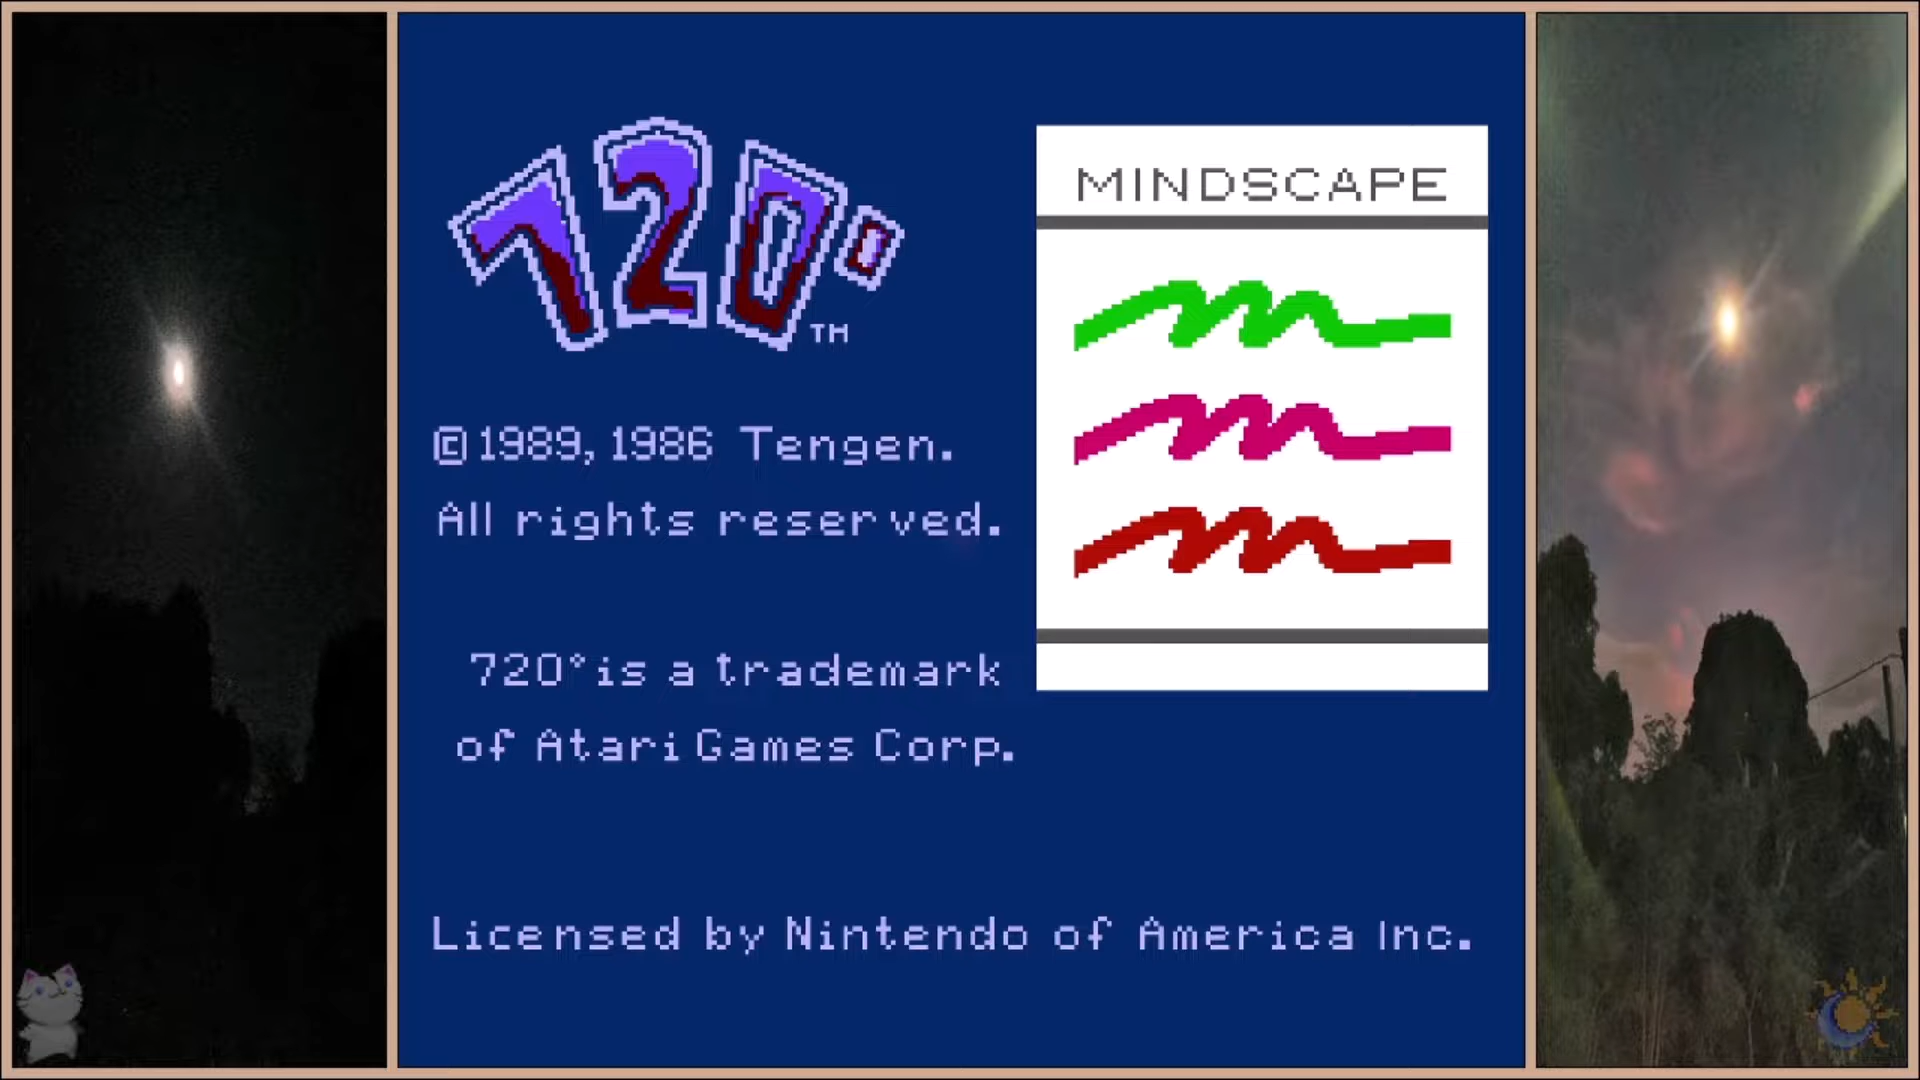 720°
TM
MINDSCAPE
©1989, 1986 Tengen.
All rights reserved.
720° is a trademark
of Atari Games Corp.
Licensed by Nintendo of America Inc.